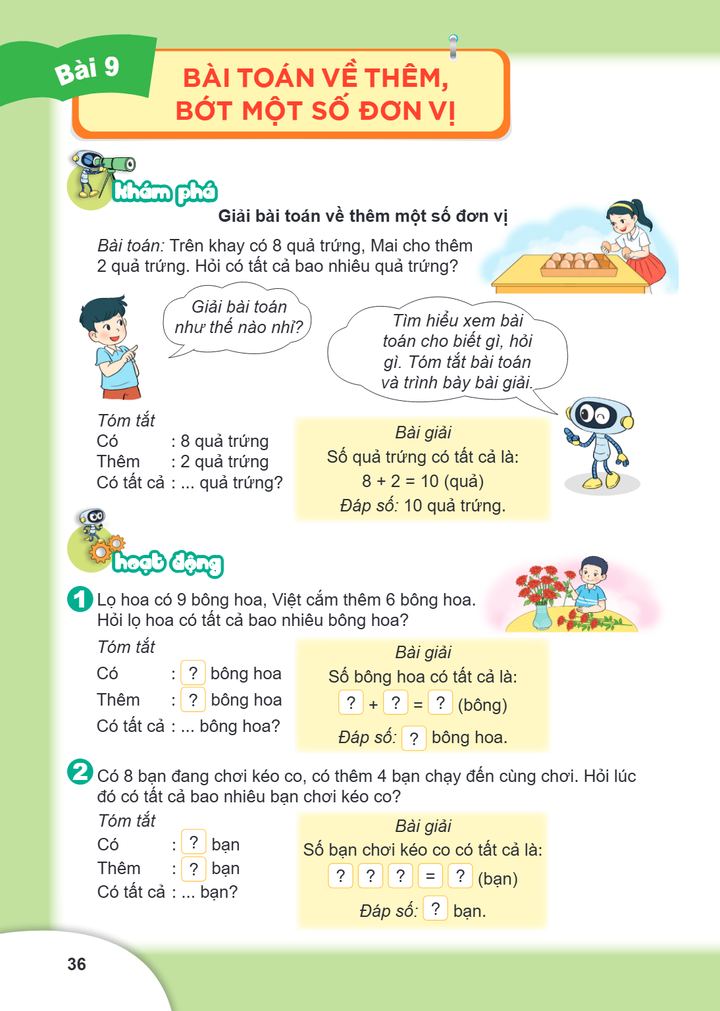 Bài 9
BÀI TOÁN VỀ THÊM,
BỚT MỘT SỐ ĐƠN VỊ
khám phá
Giải bài toán về thêm một số đơn vị
Bài toán: Trên khay có 8 quả trứng, Mai cho thêm
2 quả trứng. Hỏi có tất cả bao nhiêu quả trứng?
Giải bài toán
như thế nào nhỉ?
Tìm hiểu xem bài
toán cho biết gì, hỏi
gì. Tóm tắt bài toán
và trình bày bài giải.
Tóm tắt
Có : 8 quả trứng
Thêm : 2 quả trứng
Có tất cả : ... quả trứng?
Bài giải
Số quả trứng có tất cả là:
8 + 2 = 10 (quả)
Đáp số: 10 quả trứng.
hoạt động
1 Lọ hoa có 9 bông hoa, Việt cắm thêm 6 bông hoa.
Hỏi lọ hoa có tất cả bao nhiêu bông hoa?
Tóm tắt
Có : ? bông hoa
Thêm : ? bông hoa
Có tất cả : ... bông hoa?
Bài giải
Số bông hoa có tất cả là:
? + ? = ? (bông)
Đáp số: ? bông hoa.
2 Có 8 bạn đang chơi kéo co, có thêm 4 bạn chạy đến cùng chơi. Hỏi lúc
đó có tất cả bao nhiêu bạn chơi kéo co?
Tóm tắt
Có : ? bạn
Thêm : ? bạn
Có tất cả : ... bạn?
Bài giải
Số bạn chơi kéo co có tất cả là:
? ? ? = ? (bạn)
Đáp số: ? bạn.
36